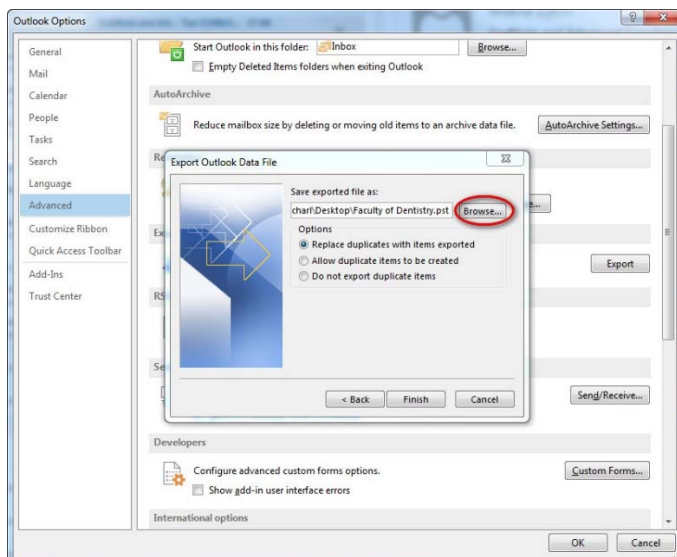 Outlook Options
General
Mail
Calendar
People
Tasks
Search
Language
Advanced
Customize Ribbon
Quick Access Toolbar
Add-Ins
Trust Center
Start Outlook in this folder: Inbox Browse...
Empty Deleted Items folders when exiting Outlook
AutoArchive
Reduce mailbox size by deleting or moving old items to an archive data file. AutoArchive Settings...
Re
Export Outlook Data File
Save exported file as:
charl\Desktop\Faculty of Dentistry.pst Browse...
Options
Replace duplicates with items exported
Allow duplicate items to be created
Do not export duplicate items
< Back Finish Cancel
Ex
Export
RS
Se
Send/Receive...
Developers
Configure advanced custom forms options. Custom Forms...
Show add-in user interface errors
International options
OK Cancel